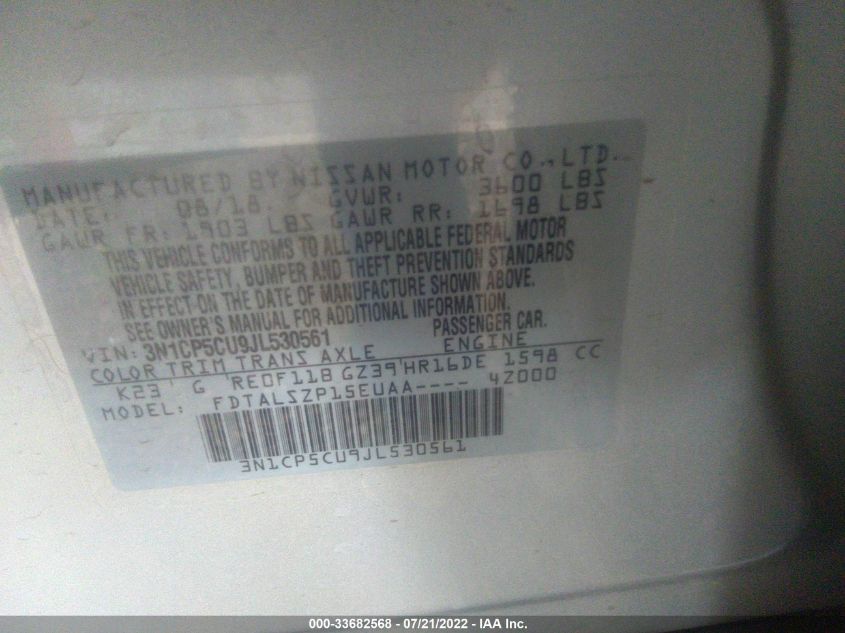 MANUFACTURED BY NISSAN MOTOR CO.,LTD.
DATE: 08/18 GVWR: 3600 LBS
GAWR FR: 1903 LBS GAWR RR: 1698 LBS
THIS VEHICLE CONFORMS TO ALL APPLICABLE FEDERAL MOTOR
VEHICLE SAFETY, BUMPER AND THEFT PREVENTION STANDARDS
IN EFFECT ON THE DATE OF MANUFACTURE SHOWN ABOVE.
SEE OWNER'S MANUAL FOR ADDITIONAL INFORMATION.
VIN: 3N1CP5CU9JL530561 PASSENGER CAR.
COLOR TRIM TRANS AXLE ENGINE
K23 G RE0F11B GZ39 HR16DE 1598 CC
MODEL: FDTALSZP15EUAA---- 4Z000
3N1CP5CU9JL530561
000-33682568 - 07/21/2022 - IAA Inc.